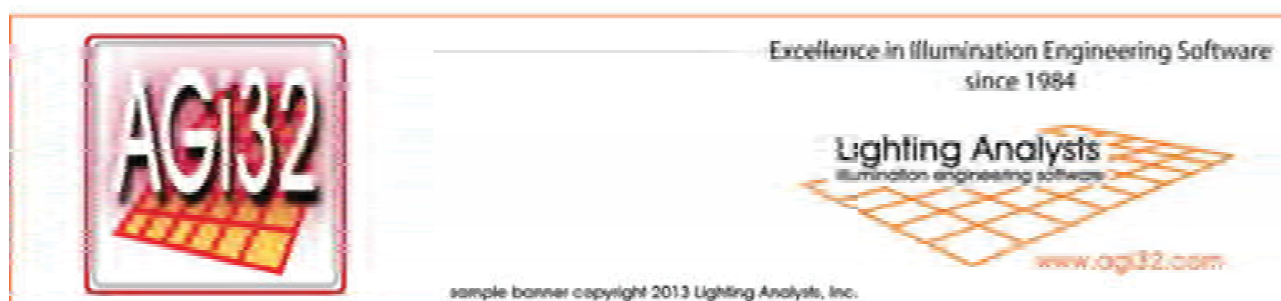 AGi32
Excellence in Illumination Engineering Software
since 1984
Lighting Analysts
illumination engineering software
www.agi32.com
sample banner copyright 2013 Lighting Analysts, Inc.